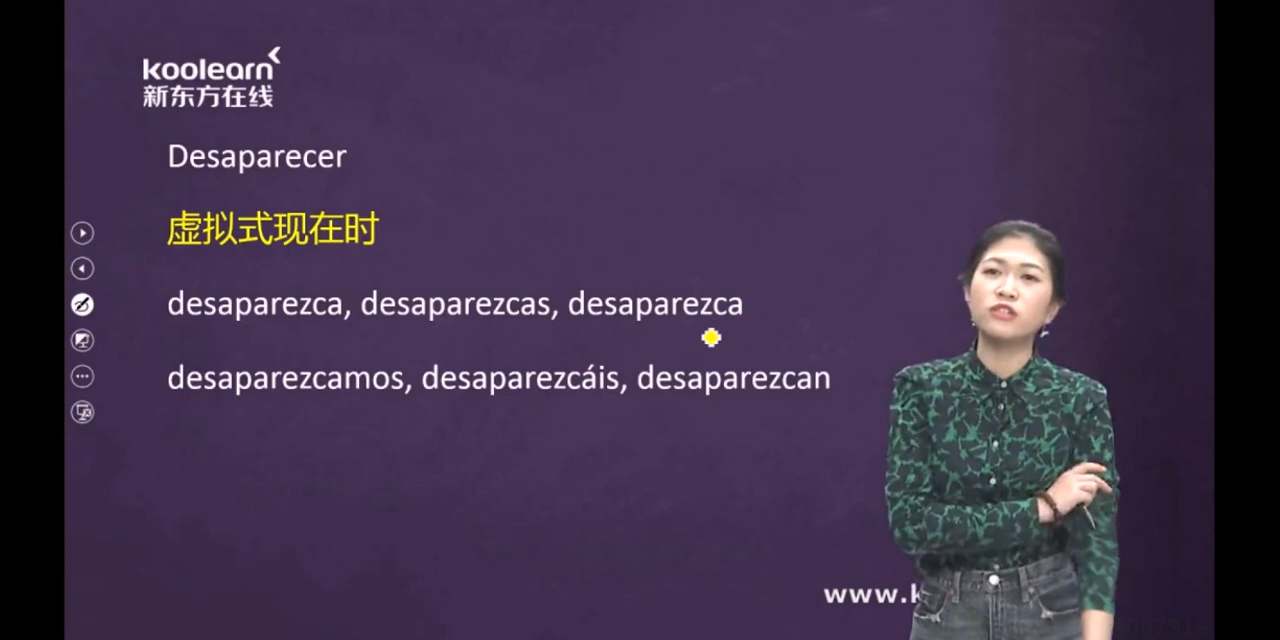 koolearn
新东方在线
Desaparecer
虚拟式现在时
desaparezca, desaparezcas, desaparezca
desaparezcamos, desaparezcáis, desaparezcan
www.k